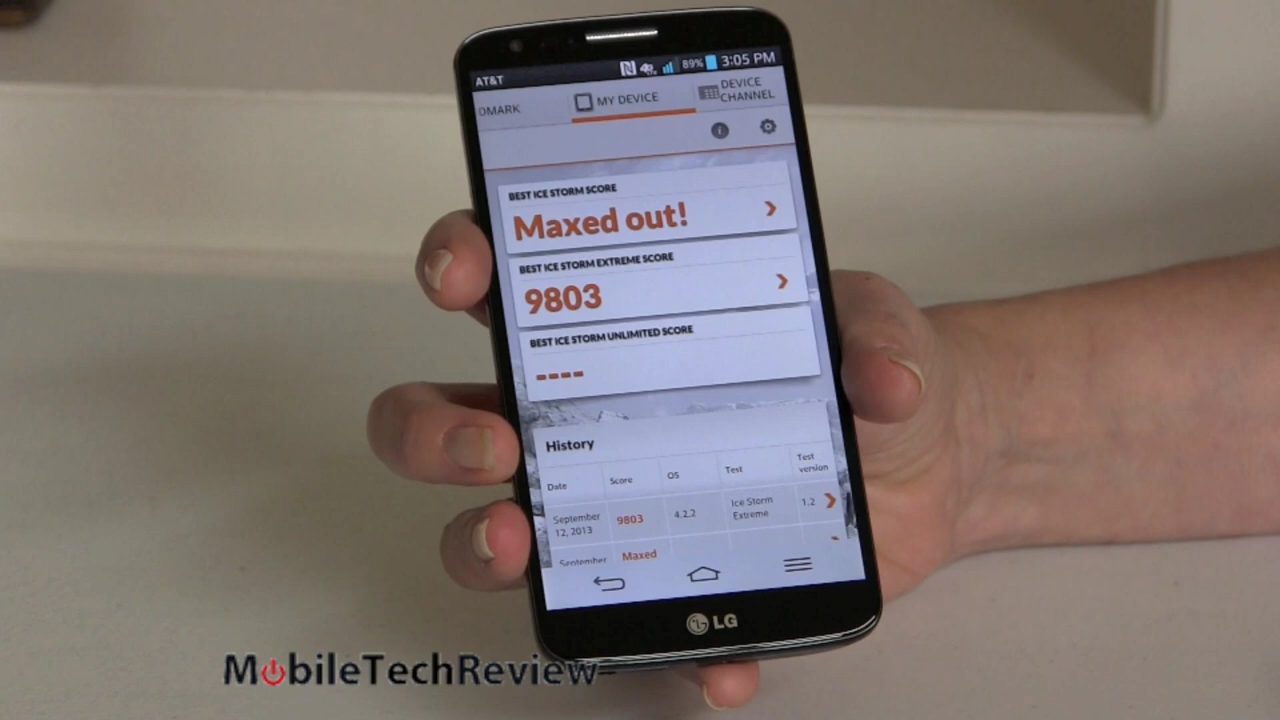 AT&T 4G LTE 89% 3:05 PM
DMARK MY DEVICE DEVICE CHANNEL
BEST ICE STORM SCORE
Maxed out!
BEST ICE STORM EXTREME SCORE
9803
BEST ICE STORM UNLIMITED SCORE
----
History
Date Score OS Test Test version
September 12, 2013 9803 4.2.2 Ice Storm Extreme 1.2
September Maxed
LG
MobileTechReview